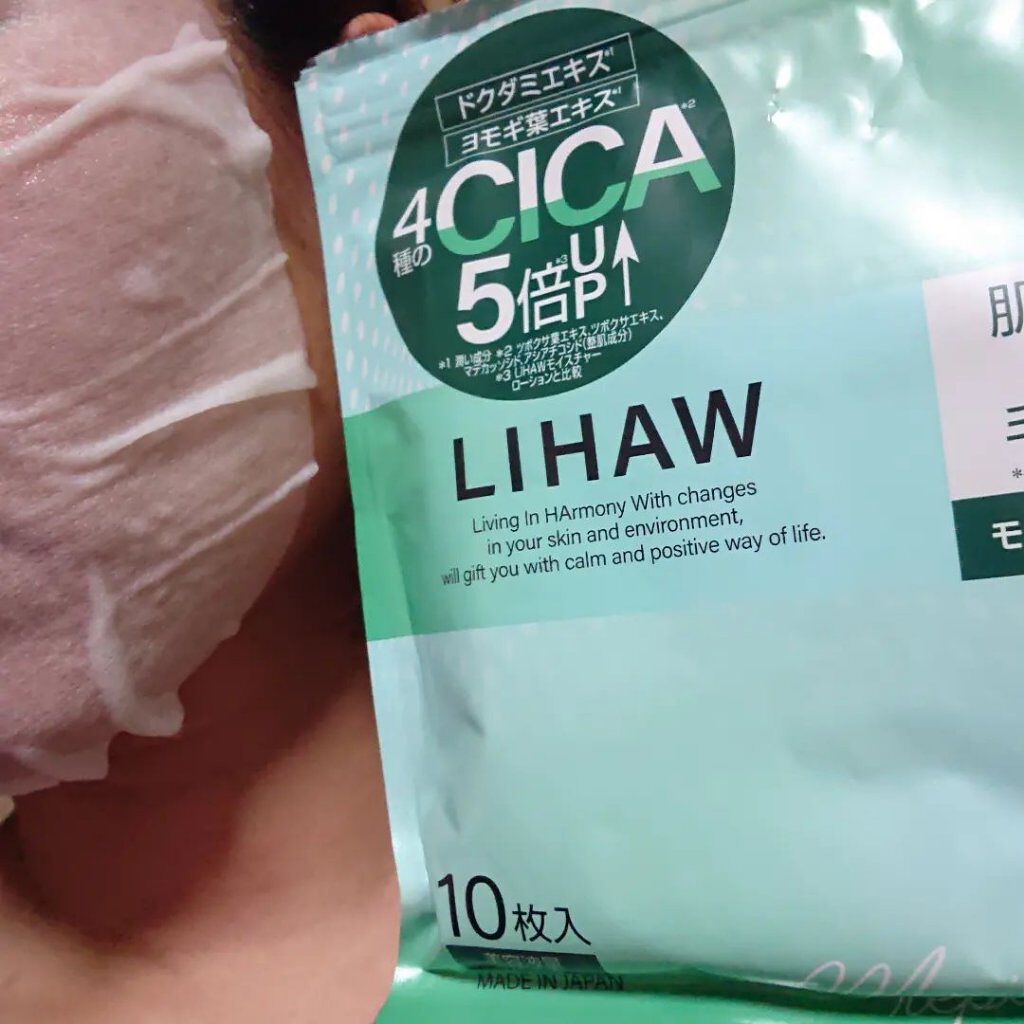 ドクダミエキス*1
ヨモギ葉エキス*1
4種のCICA*2
5倍*3UP
*1 潤い成分 *2 ツボクサ葉エキス、ツボクサエキス、
マデカッソシド、アシアチコシド(整肌成分)
*3 LIHAWモイスチャー
ローションと比較
LIHAW
Living In HArmony With changes
in your skin and environment,
will gift you with calm and positive way of life.
肌
ヨ
モ
10枚入
MADE IN JAPAN